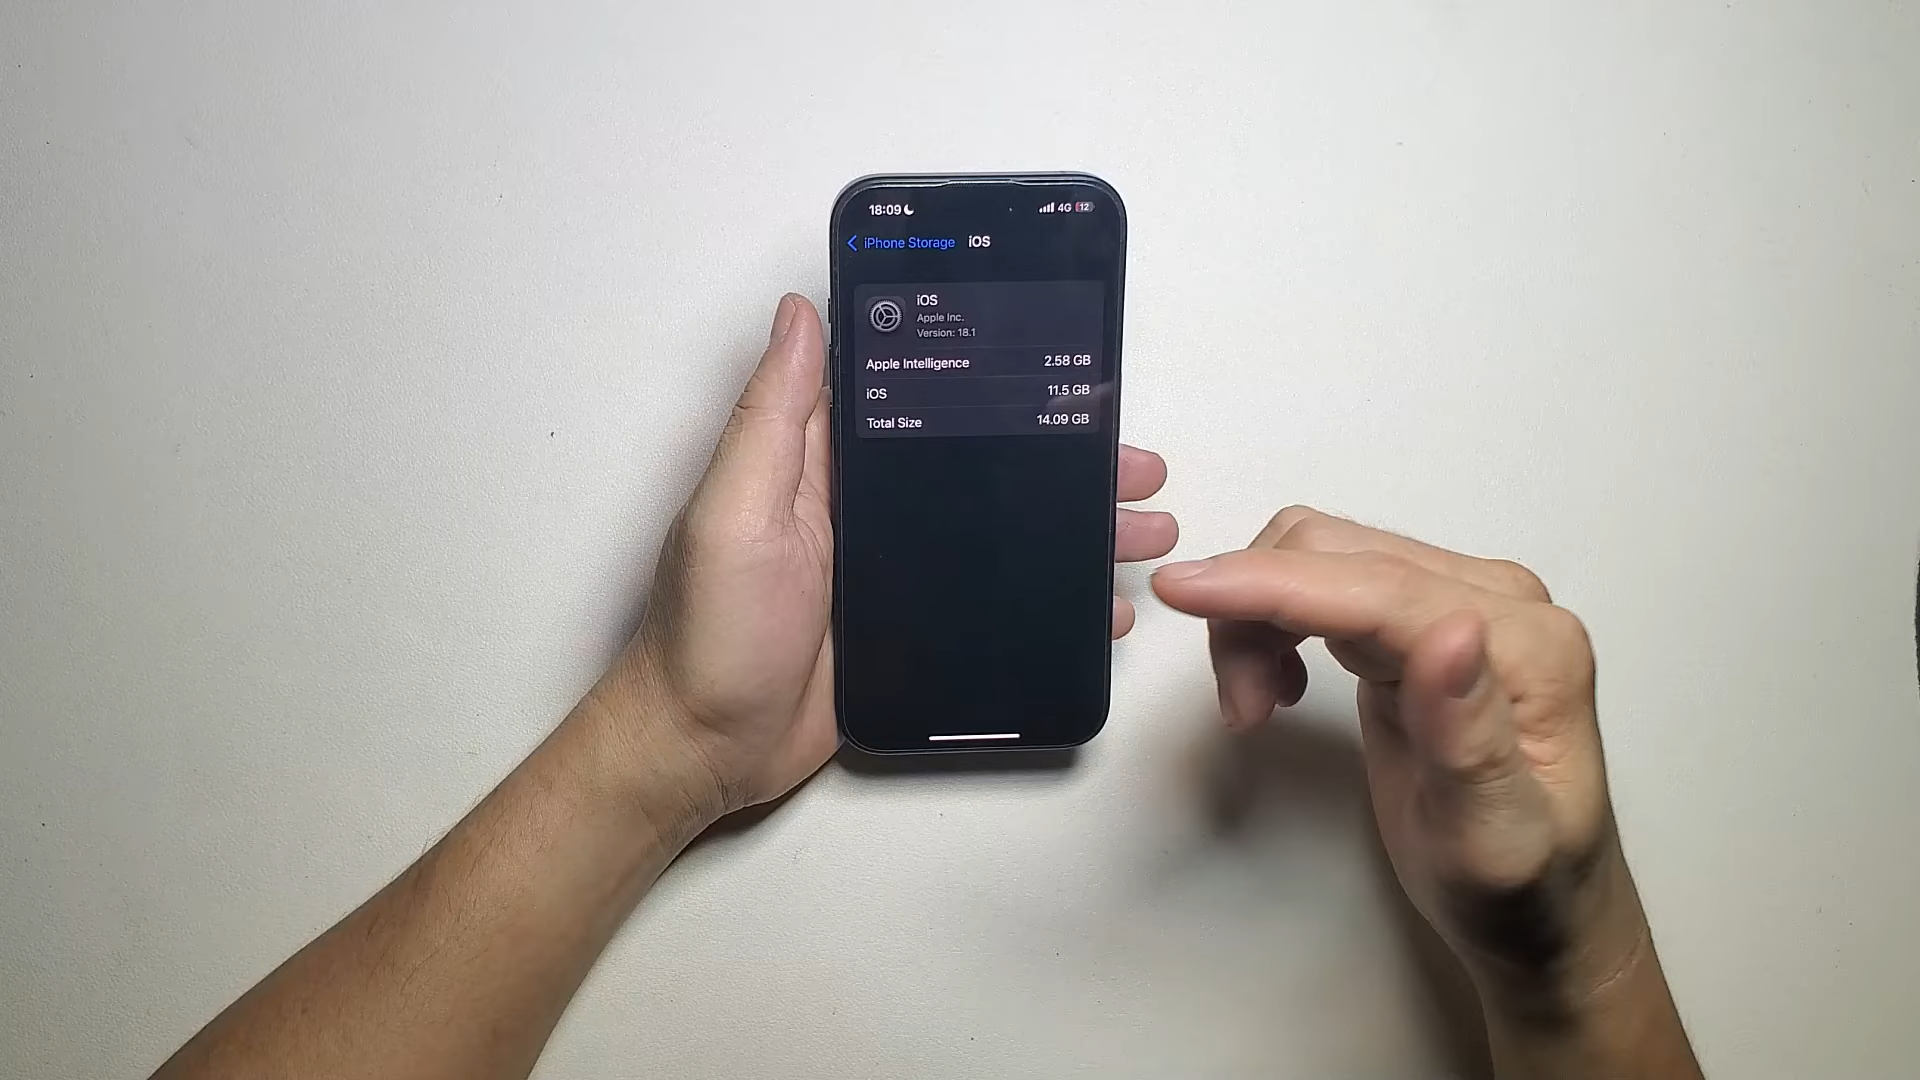 18:09 4G 12
iPhone Storage iOS
iOS
Apple Inc.
Version: 18.1
Apple Intelligence 2.58 GB
iOS 11.5 GB
Total Size 14.09 GB